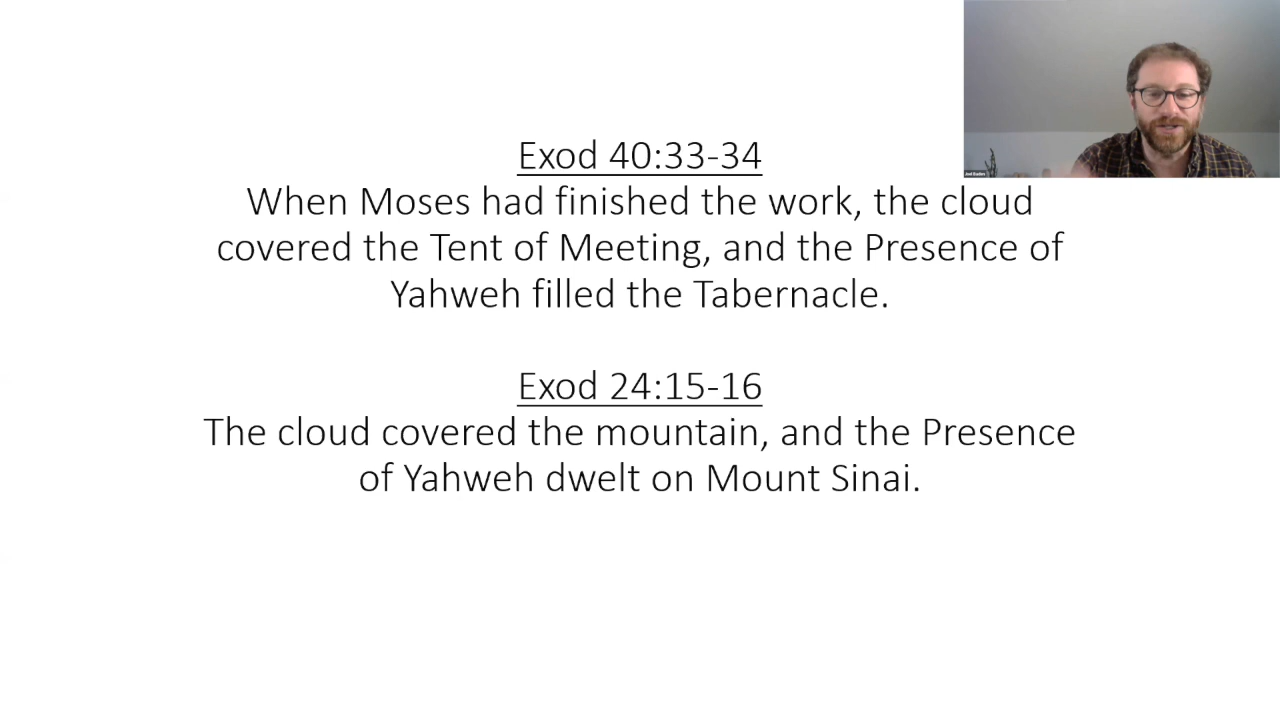 Exod 40:33-34
When Moses had finished the work, the cloud
covered the Tent of Meeting, and the Presence of
Yahweh filled the Tabernacle.
Exod 24:15-16
The cloud covered the mountain, and the Presence
of Yahweh dwelt on Mount Sinai.